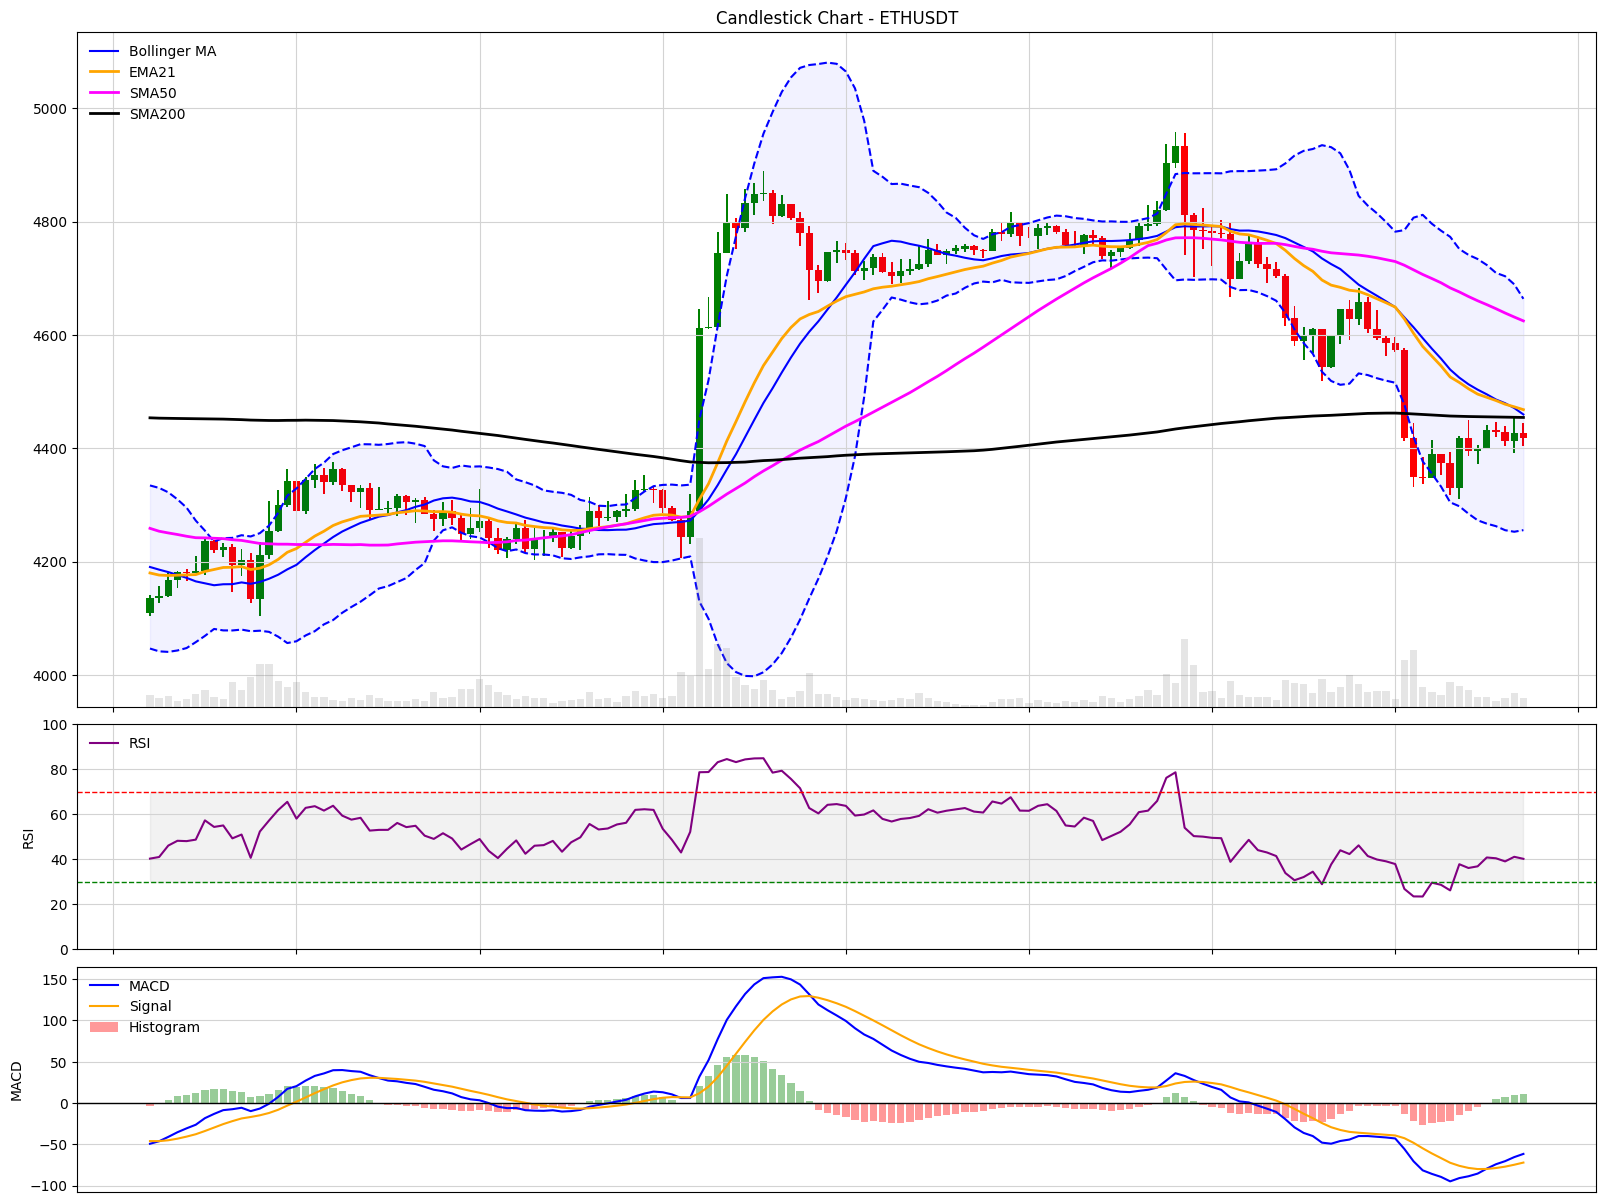 Candlestick Chart - ETHUSDT
Bollinger MA
EMA21
SMA50
SMA200
5000
4800
4600
4400
4200
4000
RSI
RSI
100
80
60
40
20
0
MACD
MACD
Signal
Histogram
150
100
50
0
−50
−100